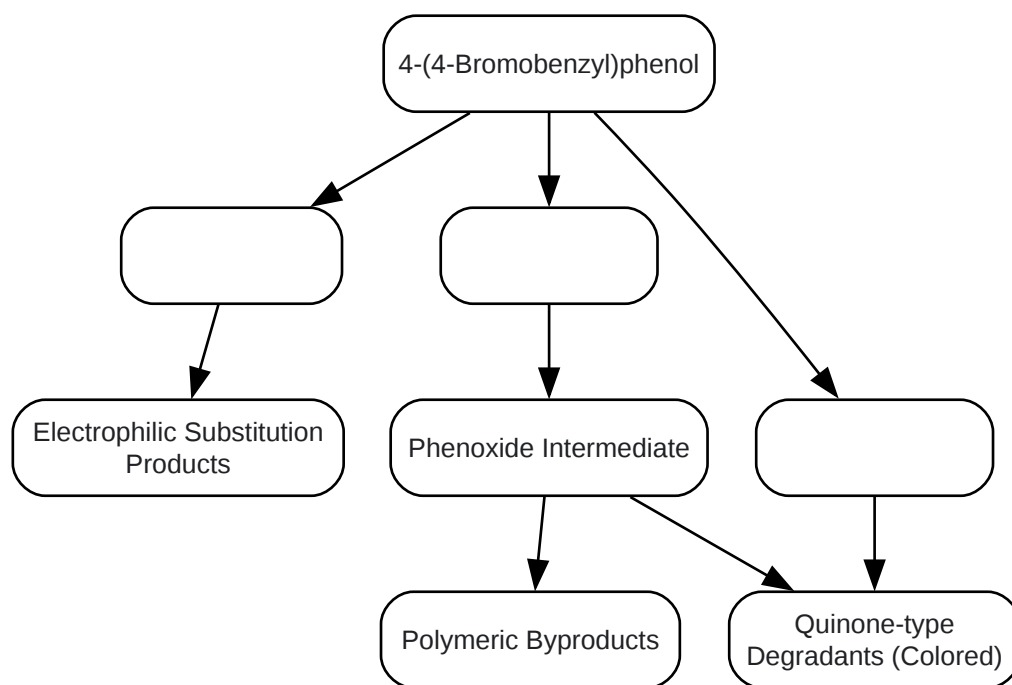 4-(4-Bromobenzyl)phenol
Electrophilic Substitution
Products
Phenoxide Intermediate
Polymeric Byproducts
Quinone-type
Degradants (Colored)